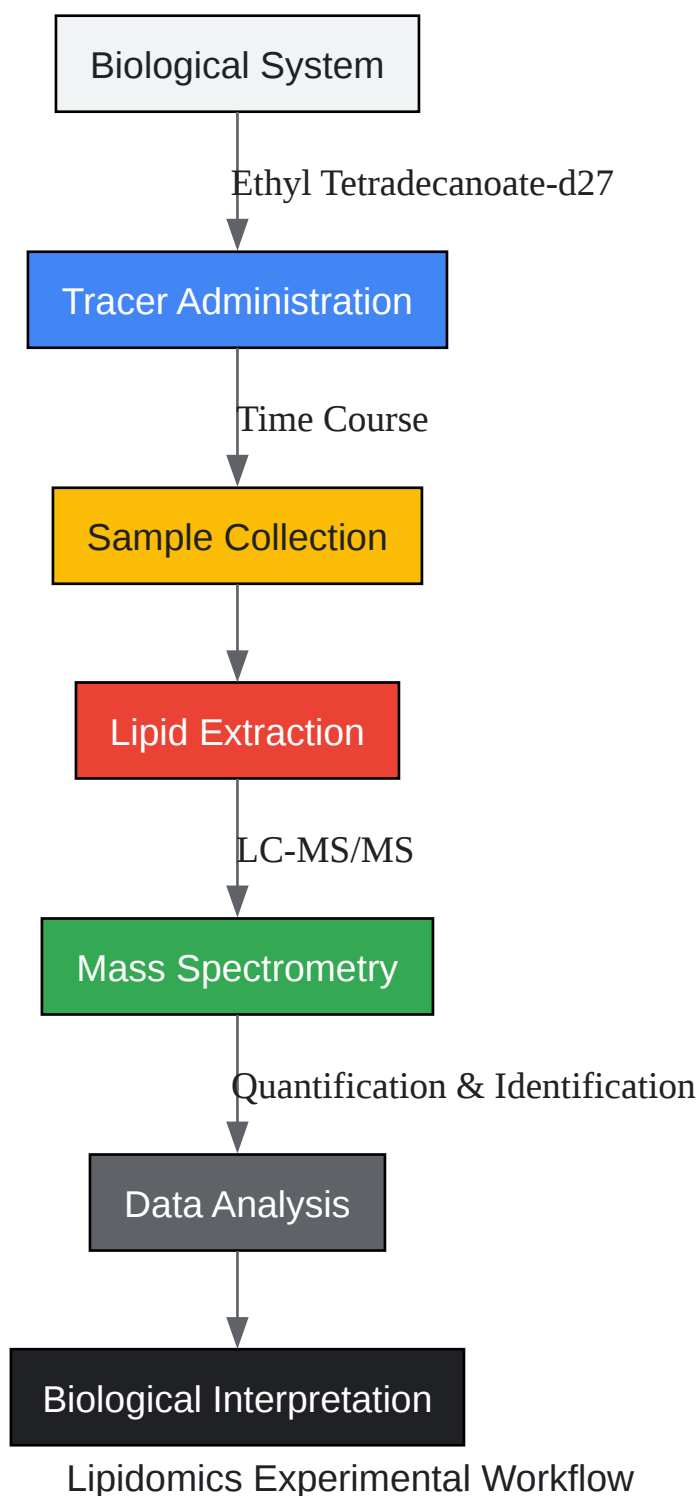 Biological System
Ethyl Tetradecanoate-d27
Tracer Administration
Time Course
Sample Collection
Lipid Extraction
LC-MS/MS
Mass Spectrometry
Quantification & Identification
Data Analysis
Biological Interpretation
Lipidomics Experimental Workflow